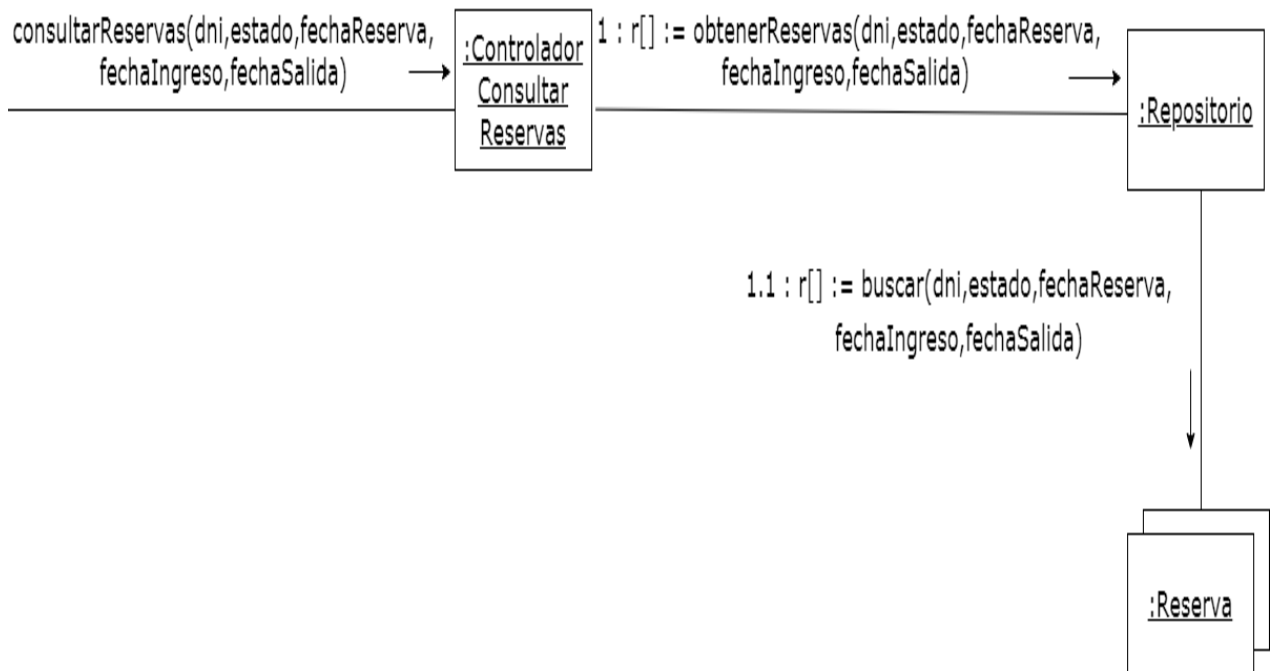 consultarReservas(dni,estado,fechaReserva,
fechaIngreso,fechaSalida)
:Controlador
Consultar
Reservas
1 : r[] := obtenerReservas(dni,estado,fechaReserva,
fechaIngreso,fechaSalida)
:Repositorio
1.1 : r[] := buscar(dni,estado,fechaReserva,
fechaIngreso,fechaSalida)
:Reserva